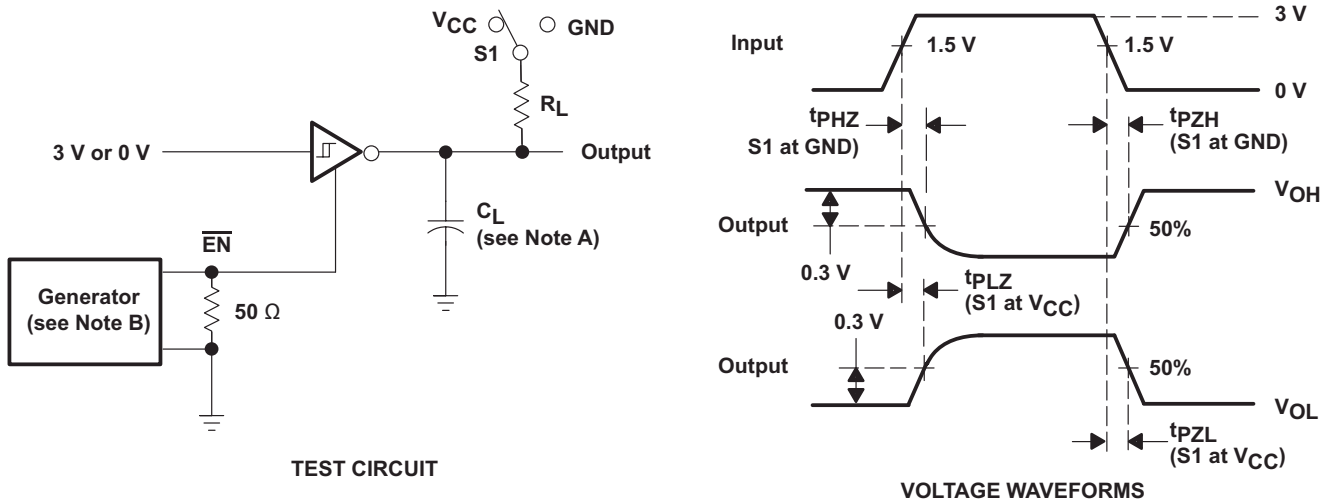 VCC
GND
S1
RL
3 V or 0 V
Output
CL
(see Note A)
EN
Generator
(see Note B)
50 Ω
TEST CIRCUIT
3 V
Input
1.5 V
1.5 V
0 V
tPHZ
S1 at GND)
tPZH
(S1 at GND)
VOH
Output
50%
0.3 V
tPLZ
(S1 at VCC)
0.3 V
Output
50%
VOL
tPZL
(S1 at VCC)
VOLTAGE WAVEFORMS